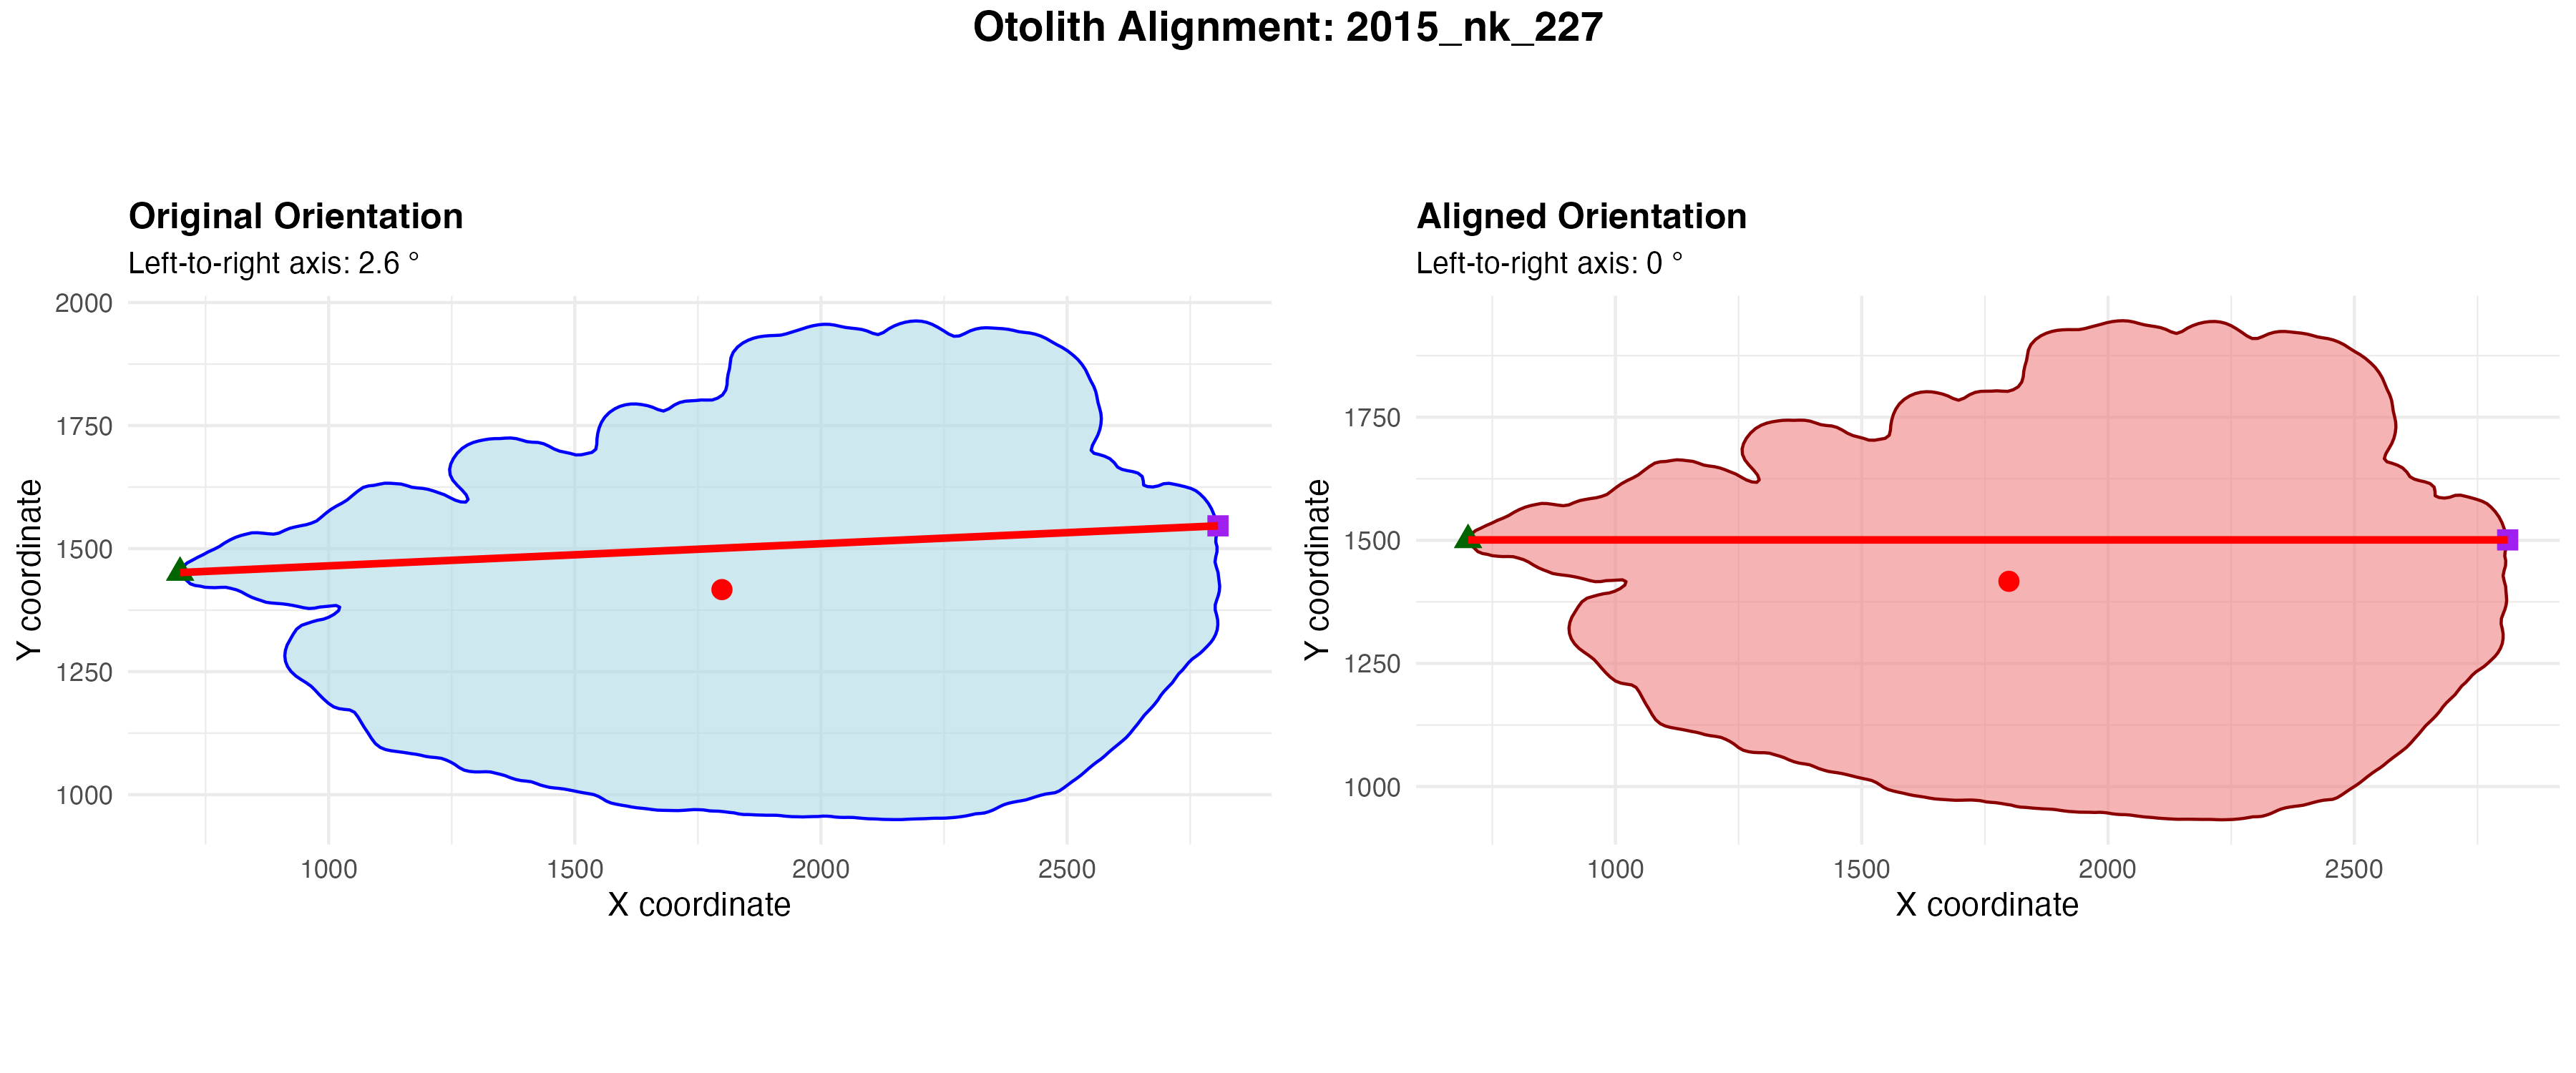 Otolith Alignment: 2015_nk_227
Original Orientation
Left-to-right axis: 2.6 °
2000
1750
1500
1250
1000
Y coordinate
1000 1500 2000 2500
X coordinate
Aligned Orientation
Left-to-right axis: 0 °
1750
1500
1250
1000
Y coordinate
1000 1500 2000 2500
X coordinate